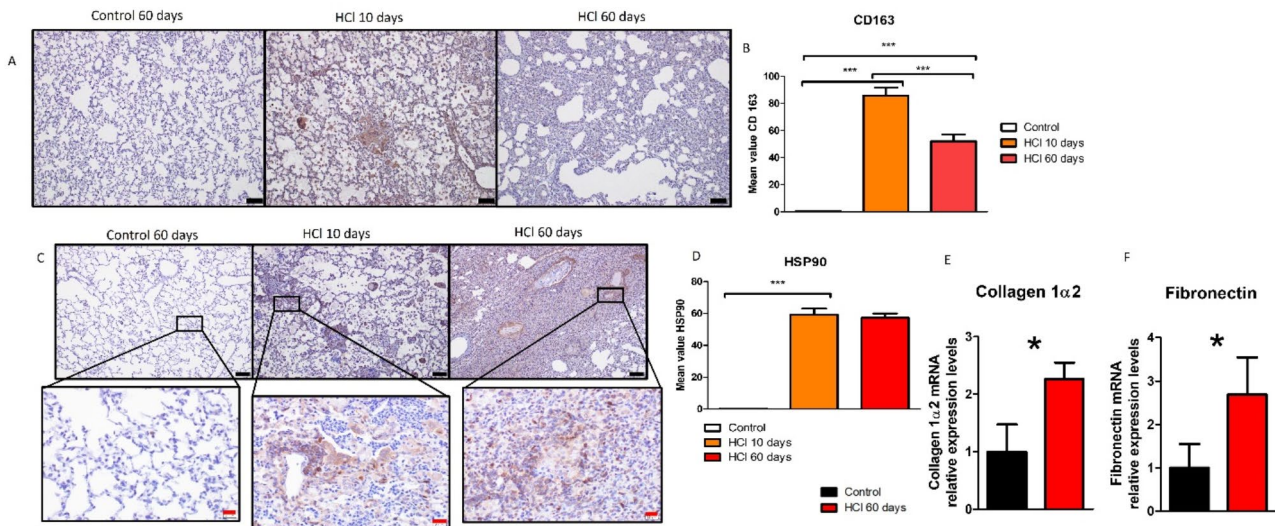 Control 60 days
HCl 10 days
HCl 60 days
A
CD163
B
***
***
***
Mean value CD 163
100
80
60
40
20
0
Control
HCl 10 days
HCl 60 days
C
Control 60 days
HCl 10 days
HCl 60 days
D
HSP90
***
Mean value HSP90
80
60
40
20
0
Control
HCl 10 days
HCl 60 days
E
Collagen 1α2
*
Collagen 1α2 mRNA
relative expression levels
3
2
1
0
Control
HCl 60 days
F
Fibronectin
*
Fibronectin mRNA
relative expression levels
4
3
2
1
0